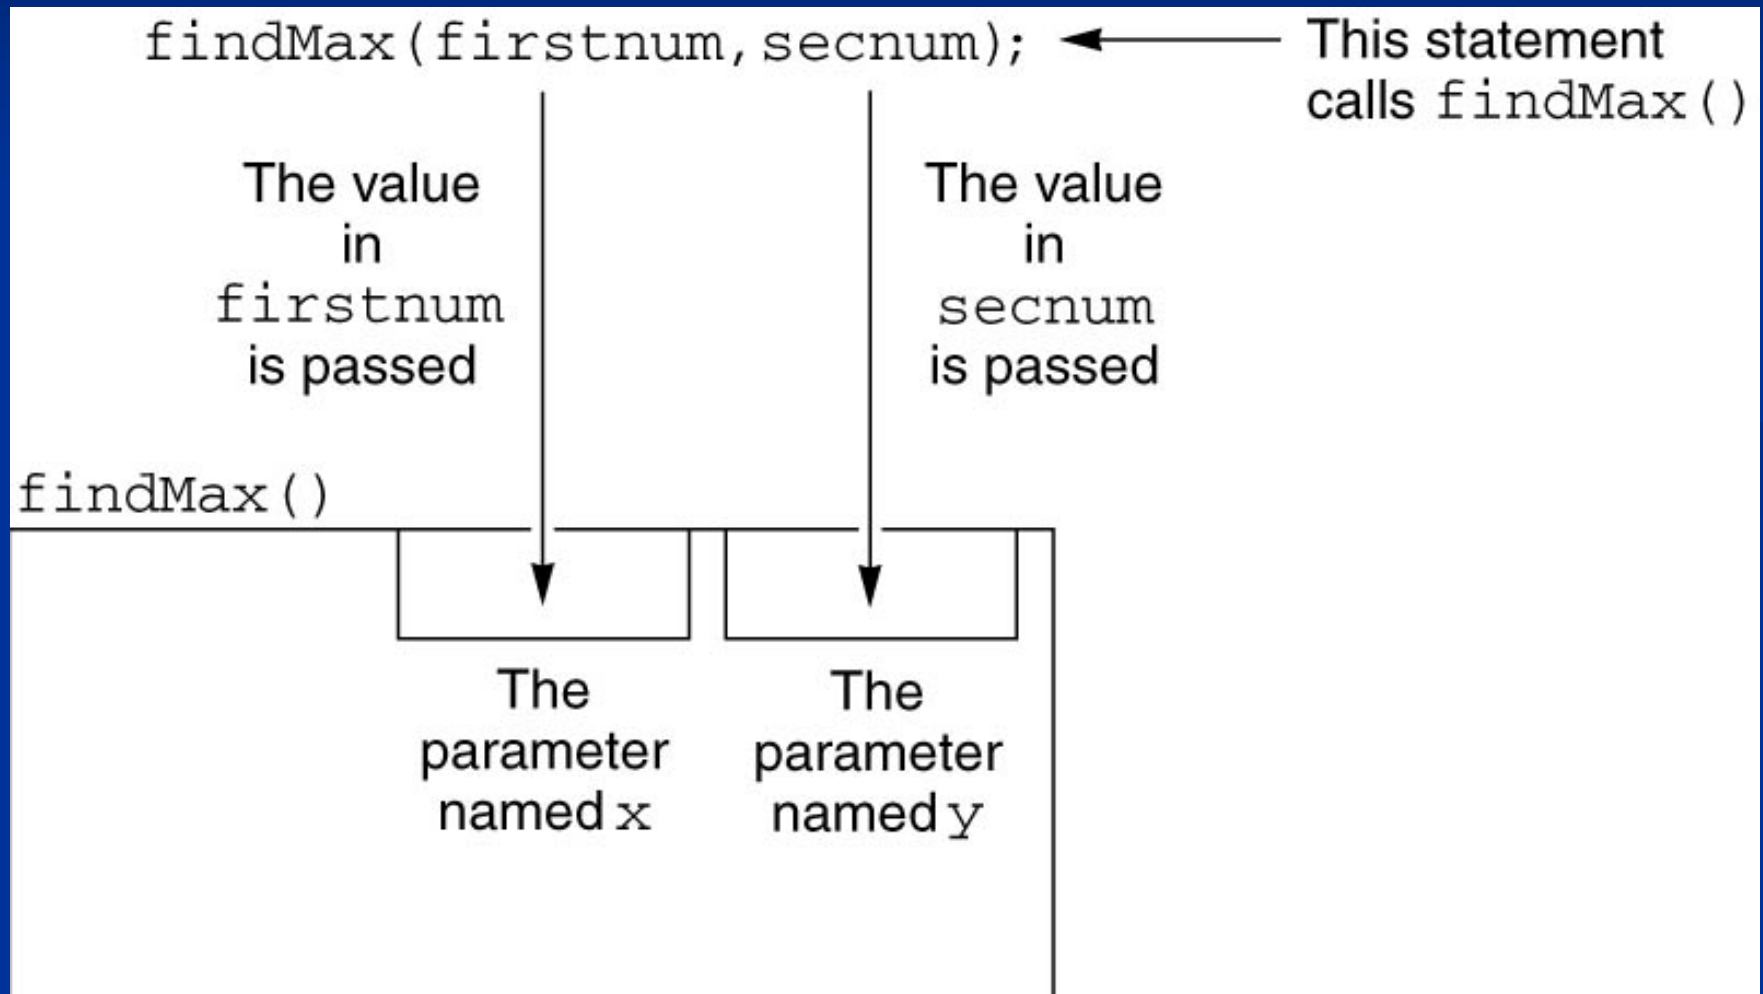 findMax(firstnum,secnum);
This statement
calls findMax()
The value
in
firstnum
is passed
The value
in
secnum
is passed
findMax()
The
parameter
named x
The
parameter
named y